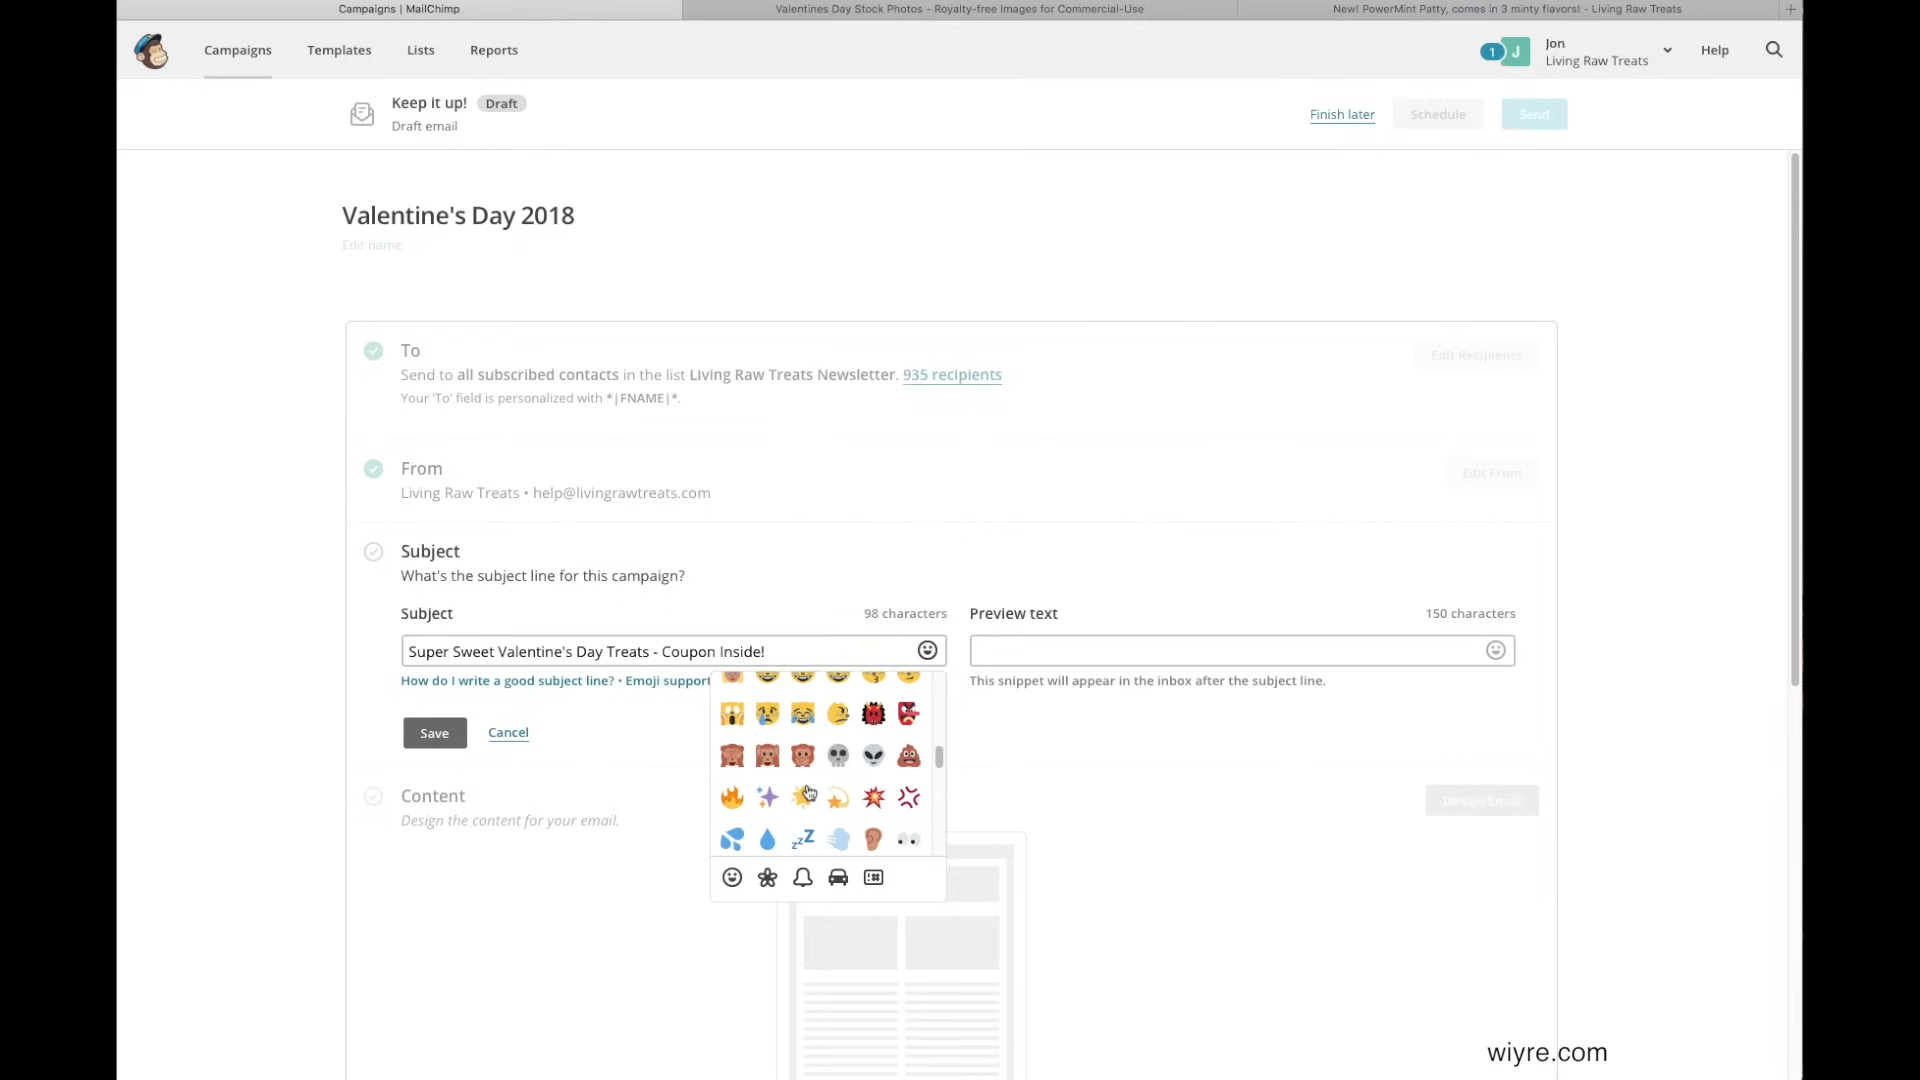 Campaigns | MailChimp
Valentines Day Stock Photos - Royalty-free Images for Commercial-Use
New! PowerMint Patty, comes in 3 minty flavors! - Living Raw Treats
Campaigns
Templates
Lists
Reports
1
J
Jon
Living Raw Treats
Help
Keep it up!
Draft
Draft email
Finish later
Schedule
Send
Valentine's Day 2018
Edit name
To
Edit Recipients
Send to all subscribed contacts in the list Living Raw Treats Newsletter. 935 recipients
Your 'To' field is personalized with *|FNAME|*.
From
Edit From
Living Raw Treats • help@livingrawtreats.com
Subject
What's the subject line for this campaign?
Subject
98 characters
Preview text
150 characters
Super Sweet Valentine's Day Treats - Coupon Inside!
How do I write a good subject line? • Emoji support
This snippet will appear in the inbox after the subject line.
Save
Cancel
Content
Design Email
Design the content for your email.
wiyre.com